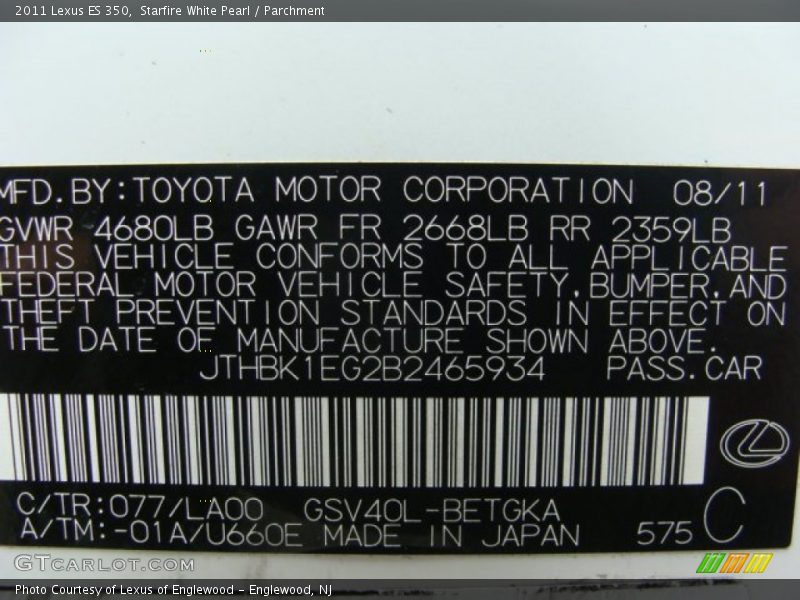 2011 Lexus ES 350, Starfire White Pearl / Parchment
MFD.BY:TOYOTA MOTOR CORPORATION 08/11
GVWR 4680LB GAWR FR 2668LB RR 2359LB
THIS VEHICLE CONFORMS TO ALL APPLICABLE
FEDERAL MOTOR VEHICLE SAFETY,BUMPER,AND
THEFT PREVENTION STANDARDS IN EFFECT ON
THE DATE OF MANUFACTURE SHOWN ABOVE.
JTHBK1EG2B2465934 PASS.CAR
C/TR:077/LA00 GSV40L-BETGKA
A/TM:-01A/U660E MADE IN JAPAN 575 C
GTCARLOT.COM
Photo Courtesy of Lexus of Englewood – Englewood, NJ